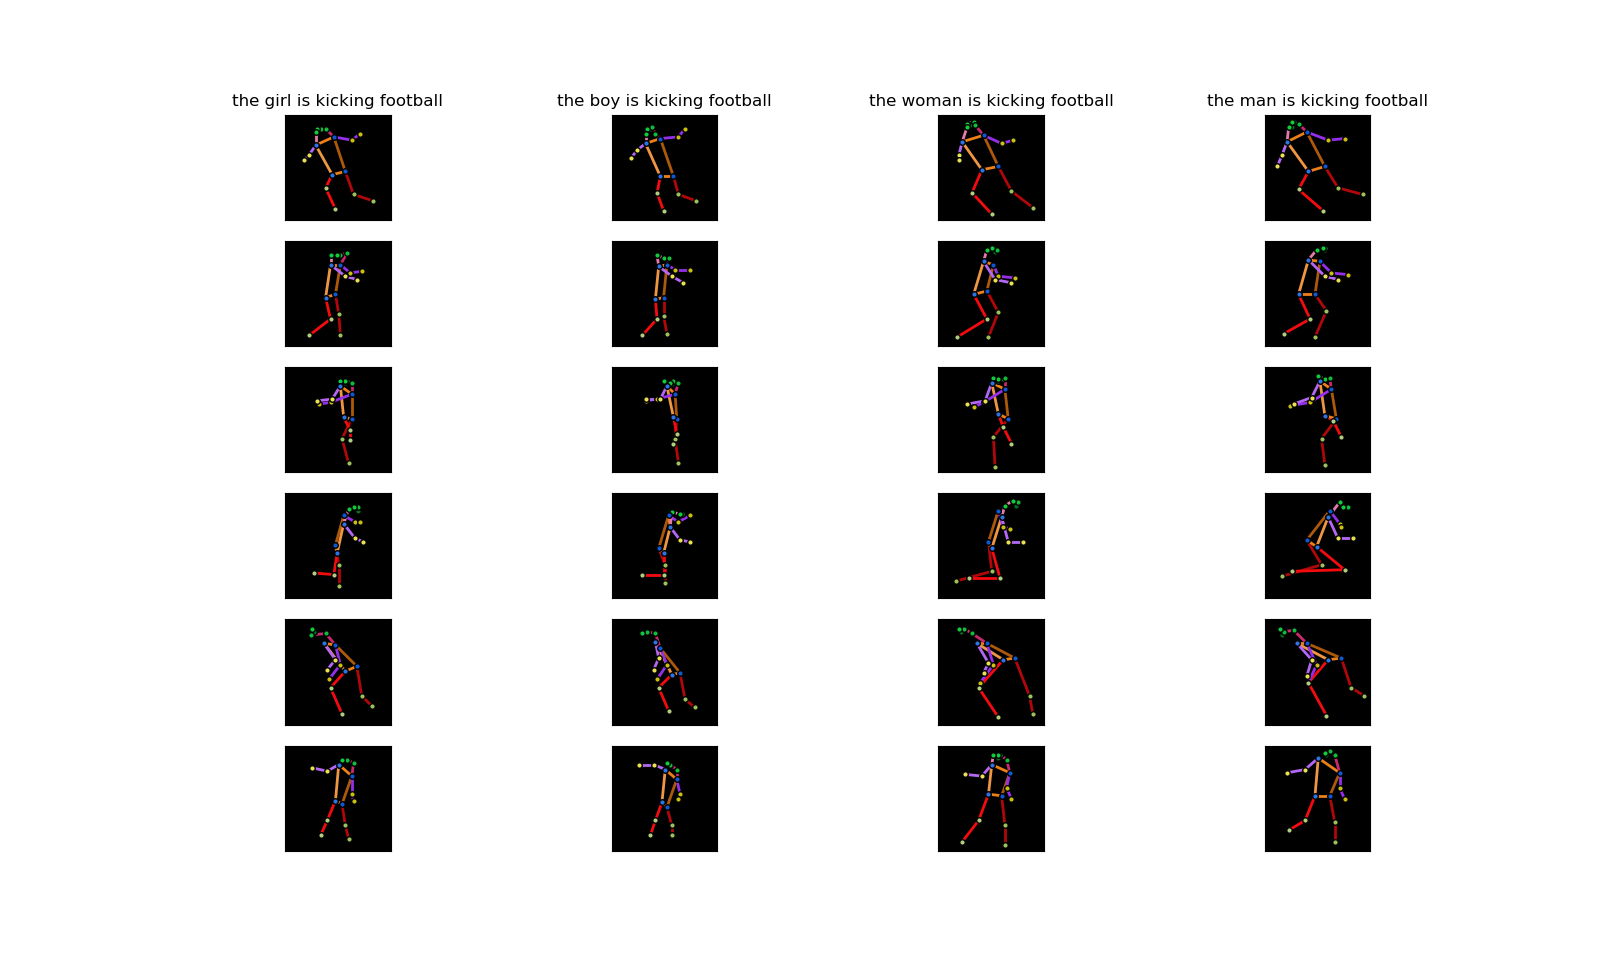 the girl is kicking football
the boy is kicking football
the woman is kicking football
the man is kicking football